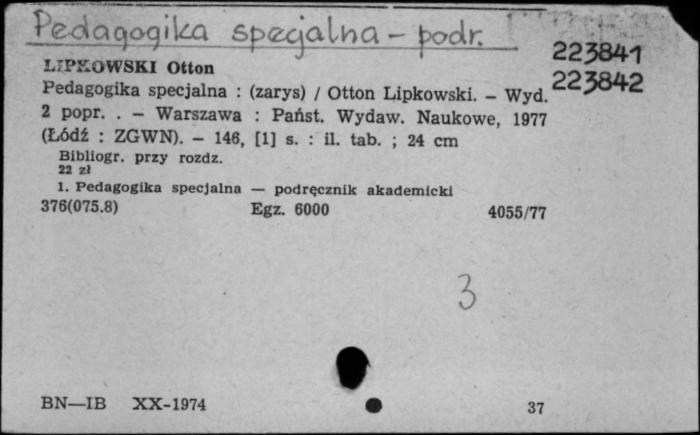 Pedagogika specjalna – podr.
223841
LIPKOWSKI Otton
223842
Pedagogika specjalna : (zarys) / Otton Lipkowski. – Wyd.
2 popr. . – Warszawa : Państ. Wydaw. Naukowe, 1977
(Łódź : ZGWN). – 146, [1] s. : il. tab. ; 24 cm
Bibliogr. przy rozdz.
22 zł
1. Pedagogika specjalna — podręcznik akademicki
376(075.8) Egz. 6000 4055/77
3
BN—IB XX-1974 37